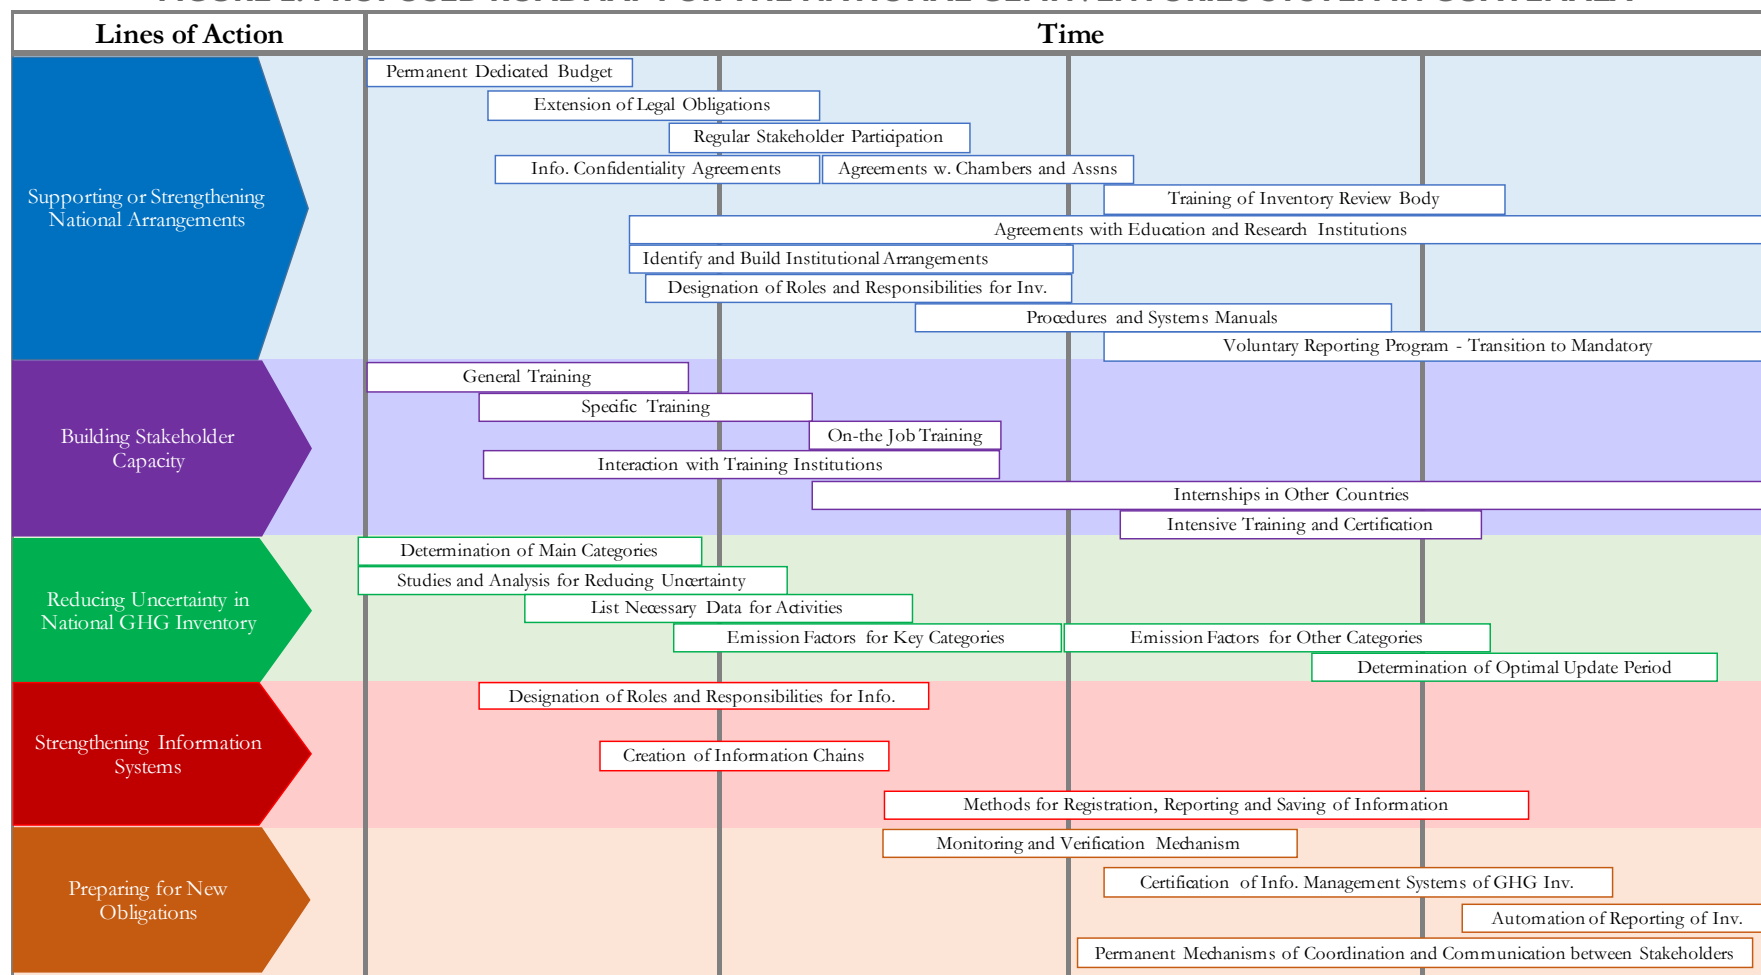 Lines of Action
Time
Supporting or Strengthening
National Arrangements
Permanent Dedicated Budget
Extension of Legal Obligations
Regular Stakeholder Participation
Info. Confidentiality Agreements
Agreements w. Chambers and Assns
Training of Inventory Review Body
Agreements with Education and Research Institutions
Identify and Build Institutional Arrangements
Designation of Roles and Responsibilities for Inv.
Procedures and Systems Manuals
Voluntary Reporting Program - Transition to Mandatory
Building Stakeholder
Capacity
General Training
Specific Training
On-the Job Training
Interaction with Training Institutions
Internships in Other Countries
Intensive Training and Certification
Reducing Uncertainty in
National GHG Inventory
Determination of Main Categories
Studies and Analysis for Reducing Uncertainty
List Necessary Data for Activities
Emission Factors for Key Categories
Emission Factors for Other Categories
Determination of Optimal Update Period
Strengthening Information
Systems
Designation of Roles and Responsibilities for Info.
Creation of Information Chains
Methods for Registration, Reporting and Saving of Information
Preparing for New
Obligations
Monitoring and Verification Mechanism
Certification of Info. Management Systems of GHG Inv.
Automation of Reporting of Inv.
Permanent Mechanisms of Coordination and Communication between Stakeholders